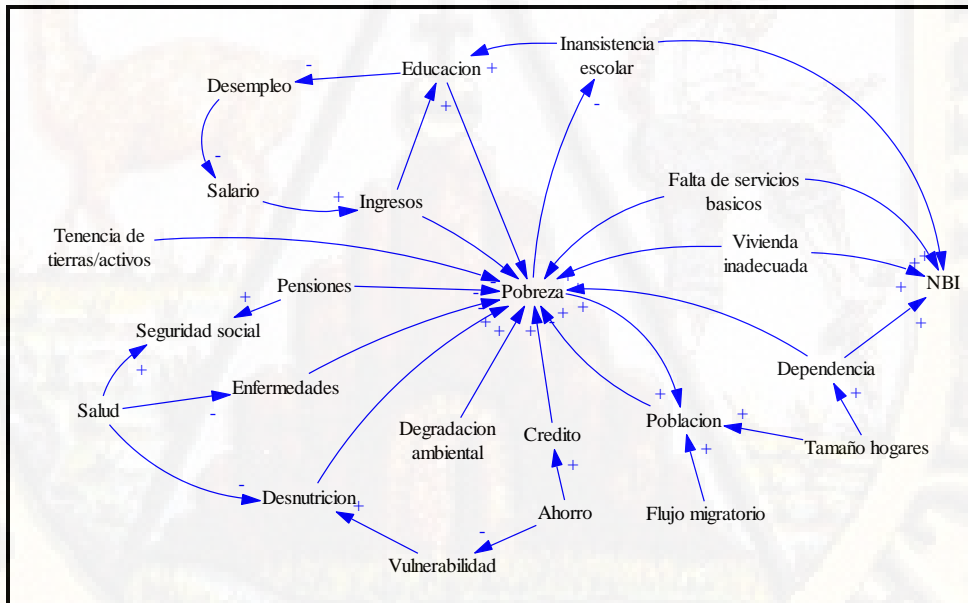 Inansistencia
escolar
Educacion
Desempleo
Salario
Ingresos
Falta de servicios
basicos
Tenencia de
tierras/activos
Vivienda
inadecuada
Pensiones
Pobreza
NBI
Seguridad social
Enfermedades
Dependencia
Salud
Degradacion
ambiental
Credito
Poblacion
Tamaño hogares
Desnutricion
Ahorro
Flujo migratorio
Vulnerabilidad